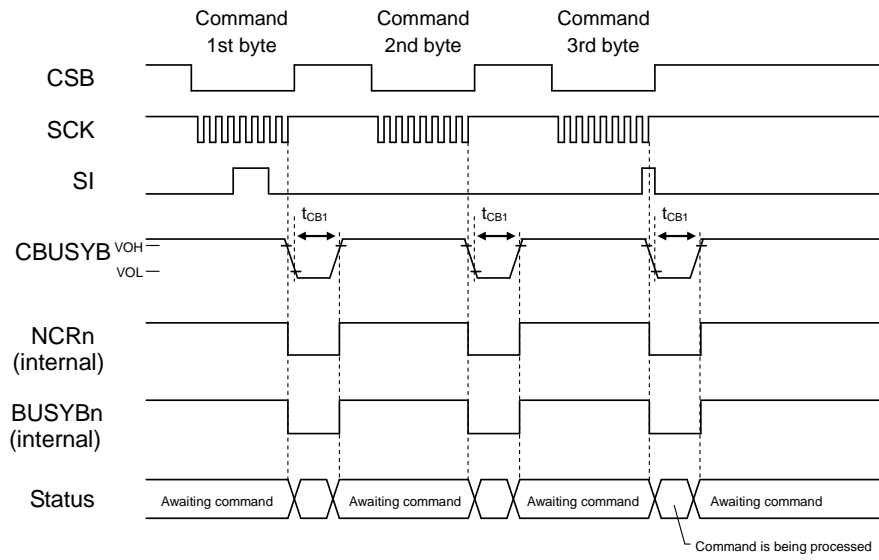 Command
1st byte
Command
2nd byte
Command
3rd byte
CSB
SCK
SI
tCB1
tCB1
tCB1
CBUSYB
VOH
VOL
NCRn
(internal)
BUSYBn
(internal)
Status
Awaiting command
Awaiting command
Awaiting command
Awaiting command
Command is being processed